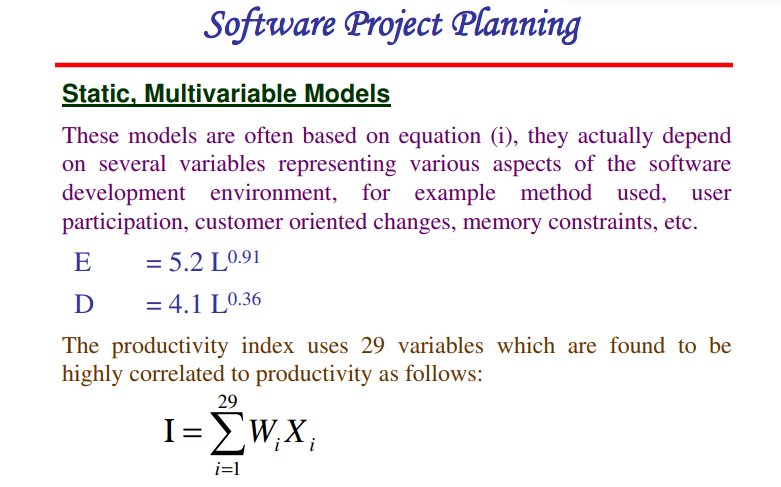 Software Project Planning
Static, Multivariable Models
These models are often based on equation (i), they actually depend
on several variables representing various aspects of the software
development environment, for example method used, user
participation, customer oriented changes, memory constraints, etc.
E = 5.2 L^0.91
D = 4.1 L^0.36
The productivity index uses 29 variables which are found to be
highly correlated to productivity as follows:
29
I = ∑ W_i X_i
i=1